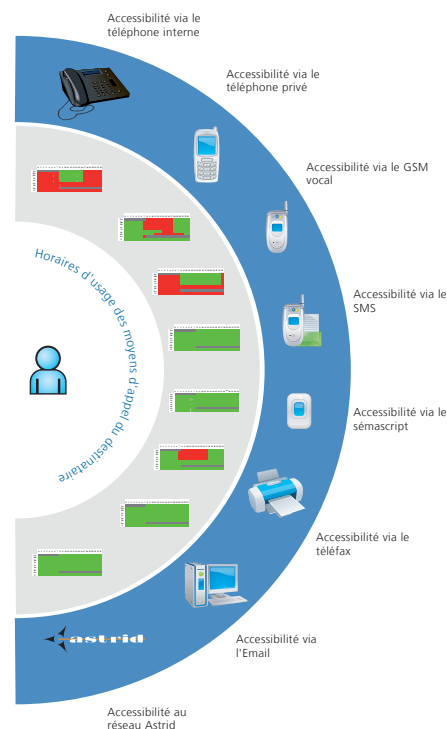 Accessibilité via le
téléphone interne
Accessibilité via le
téléphone privé
Accessibilité via le GSM
vocal
Accessibilité via le
SMS
Accessibilité via le
sémascript
Accessibilité via le
téléfax
Accessibilité via
l'Email
Accessibilité au
réseau Astrid
Horaires d'usage des moyens d'appel du destinataire
astrid